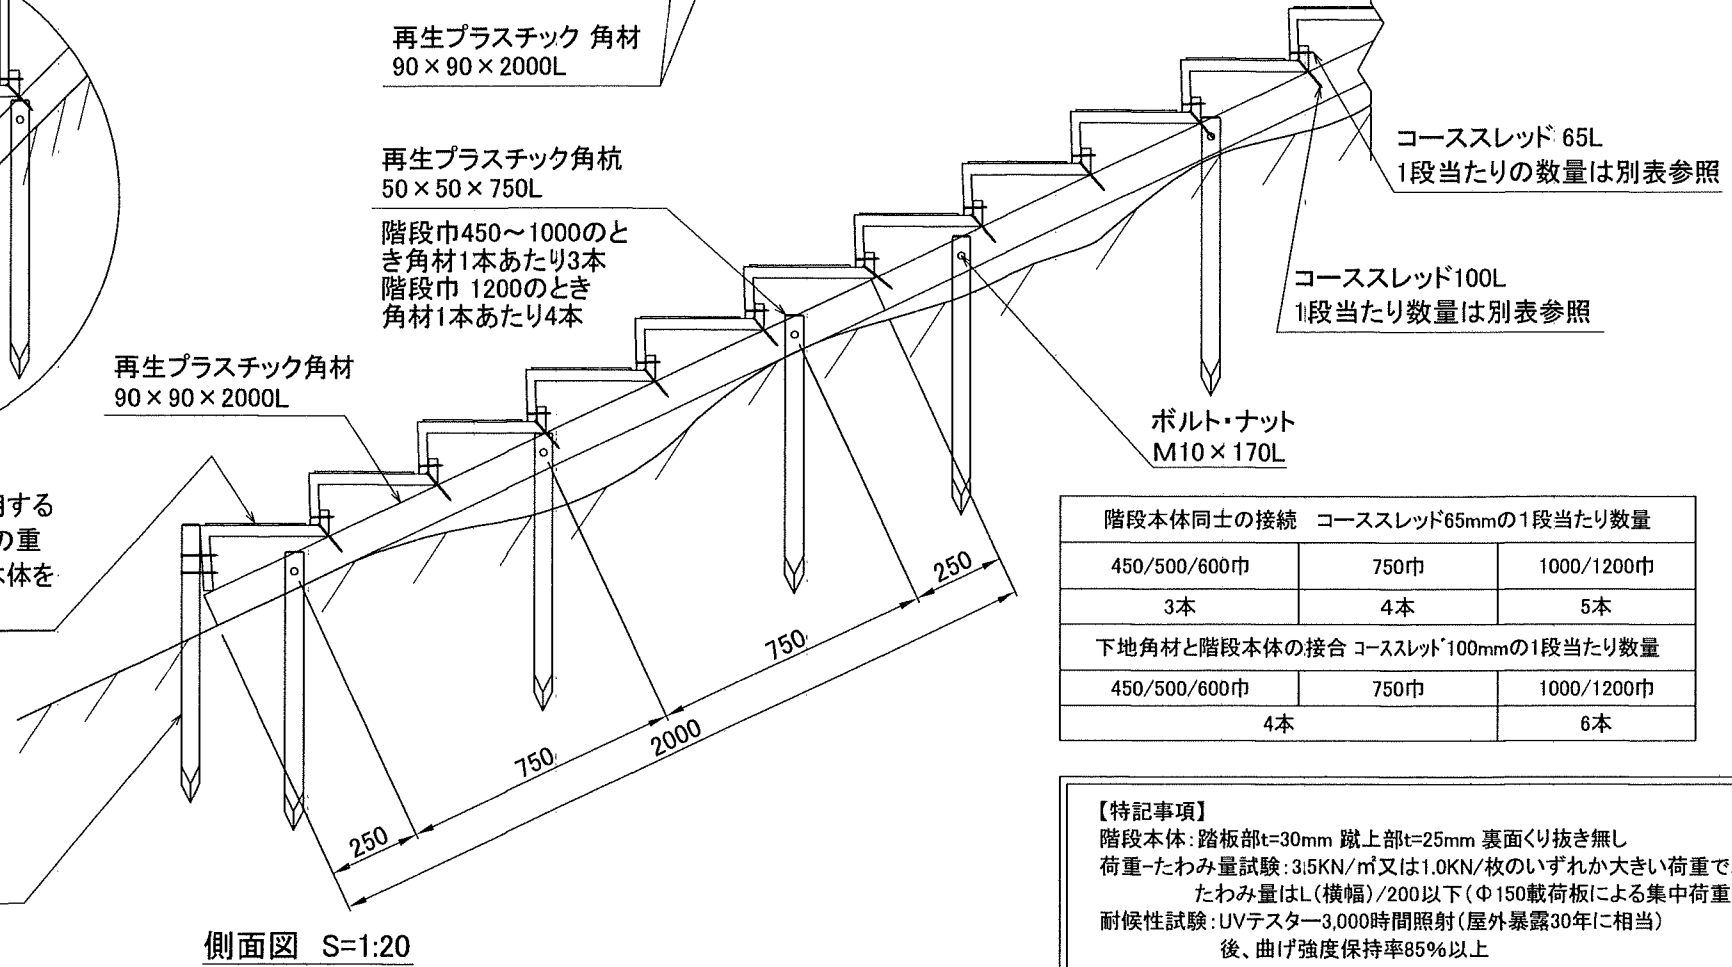 再生プラスチック 角材
90×90×2000L
再生プラスチック角杭
50×50×750L
階段巾450～1000のと
き角材1本あたり3本
階段巾 1200のとき
角材1本あたり4本
再生プラスチック角材
90×90×2000L
する
の重
体を
コーススレッド 65L
1段当たりの数量は別表参照
コーススレッド100L
1段当たり数量は別表参照
ボルト・ナット
M10×170L
250
750
750
250
2000
側面図 S=1:20
階段本体同士の接続 コーススレッド65mmの1段当たり数量
450/500/600巾 750巾 1000/1200巾
3本 4本 5本
下地角材と階段本体の接合 コーススレッド100mmの1段当たり数量
450/500/600巾 750巾 1000/1200巾
4本 6本
【特記事項】
階段本体：踏板部t=30mm 蹴上部t=25mm 裏面くり抜き無し
荷重-たわみ量試験：3.5KN/㎡又は1.0KN/枚のいずれか大きい荷重で
たわみ量はL(横幅)/200以下(Φ150載荷板による集中荷重
耐候性試験：UVテスター3,000時間照射(屋外暴露30年に相当)
後、曲げ強度保持率85%以上